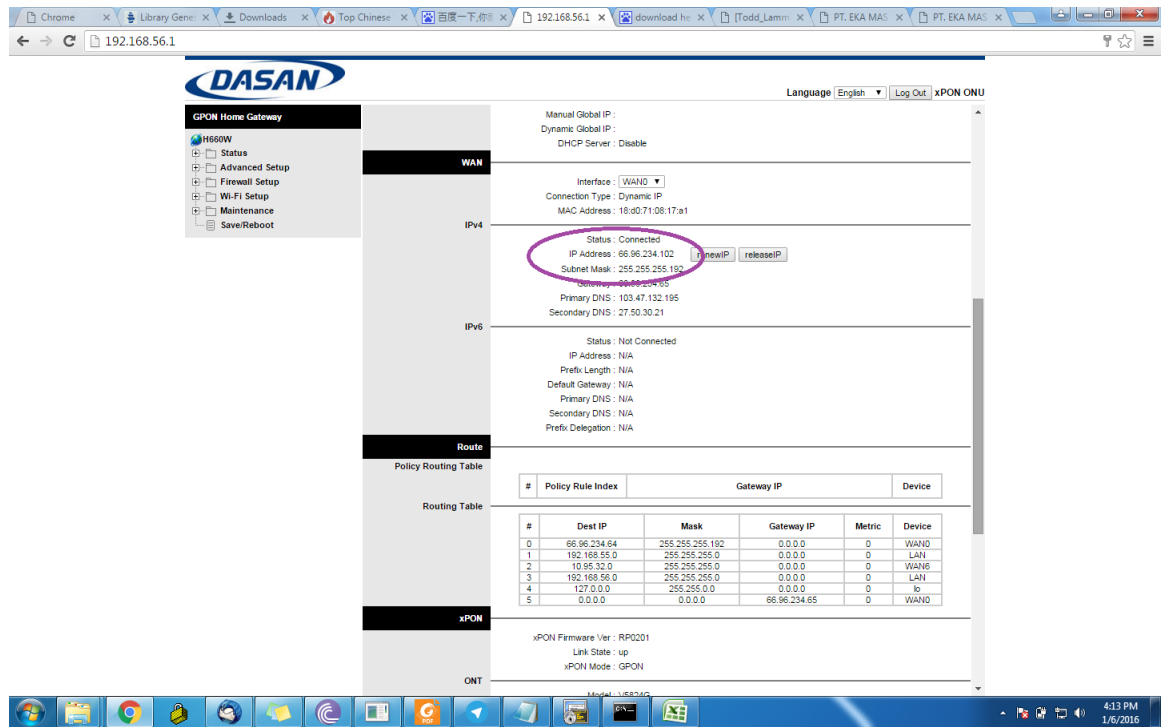 Chrome
Library Gene
Downloads
Top Chinese
百度一下,你
192.168.56.1
download he
[Todd_Lamm
PT. EKA MAS
PT. EKA MAS
192.168.56.1
DASAN
Language English Log Out xPON ONU
GPON Home Gateway
H660W
Status
Advanced Setup
Firewall Setup
Wi-Fi Setup
Maintenance
Save/Reboot
Manual Global IP :
Dynamic Global IP :
DHCP Server : Disable
WAN
Interface : WAN0
Connection Type : Dynamic IP
MAC Address : 18:d0:71:08:17:a1
IPv4
Status : Connected
IP Address : 66.96.234.102 renewIP releaseIP
Subnet Mask : 255.255.255.192
Gateway : 66.96.234.65
Primary DNS : 103.47.132.195
Secondary DNS : 27.50.30.21
IPv6
Status : Not Connected
IP Address : N/A
Prefix Length : N/A
Default Gateway : N/A
Primary DNS : N/A
Secondary DNS : N/A
Prefix Delegation : N/A
Route
Policy Routing Table
# Policy Rule Index Gateway IP Device
Routing Table
# Dest IP Mask Gateway IP Metric Device
0 66.96.234.64 255.255.255.192 0.0.0.0 0 WAN0
1 192.168.55.0 255.255.255.0 0.0.0.0 0 LAN
2 10.95.32.0 255.255.255.0 0.0.0.0 0 WAN6
3 192.168.56.0 255.255.255.0 0.0.0.0 0 LAN
4 127.0.0.0 255.255.0.0 0.0.0.0 0 lo
5 0.0.0.0 0.0.0.0 66.96.234.65 0 WAN0
xPON
xPON Firmware Ver : RP0201
Link State : up
xPON Mode : GPON
ONT
Model : V5824G
PDF
4:13 PM
1/6/2016